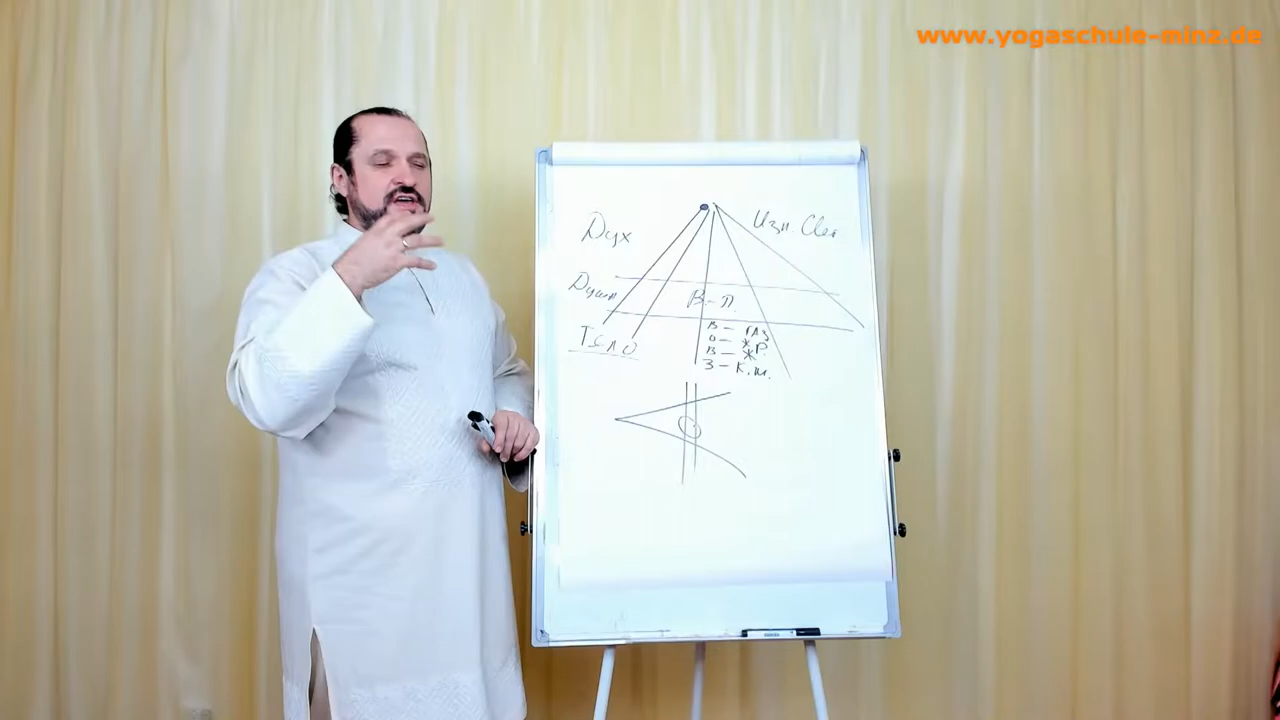 www.yogaschule-minz.de
Дух
Изн. Свет
Душа
В-П.
ТЕЛО
В - газ
О - ж Р.
В - ж
З - К.т.